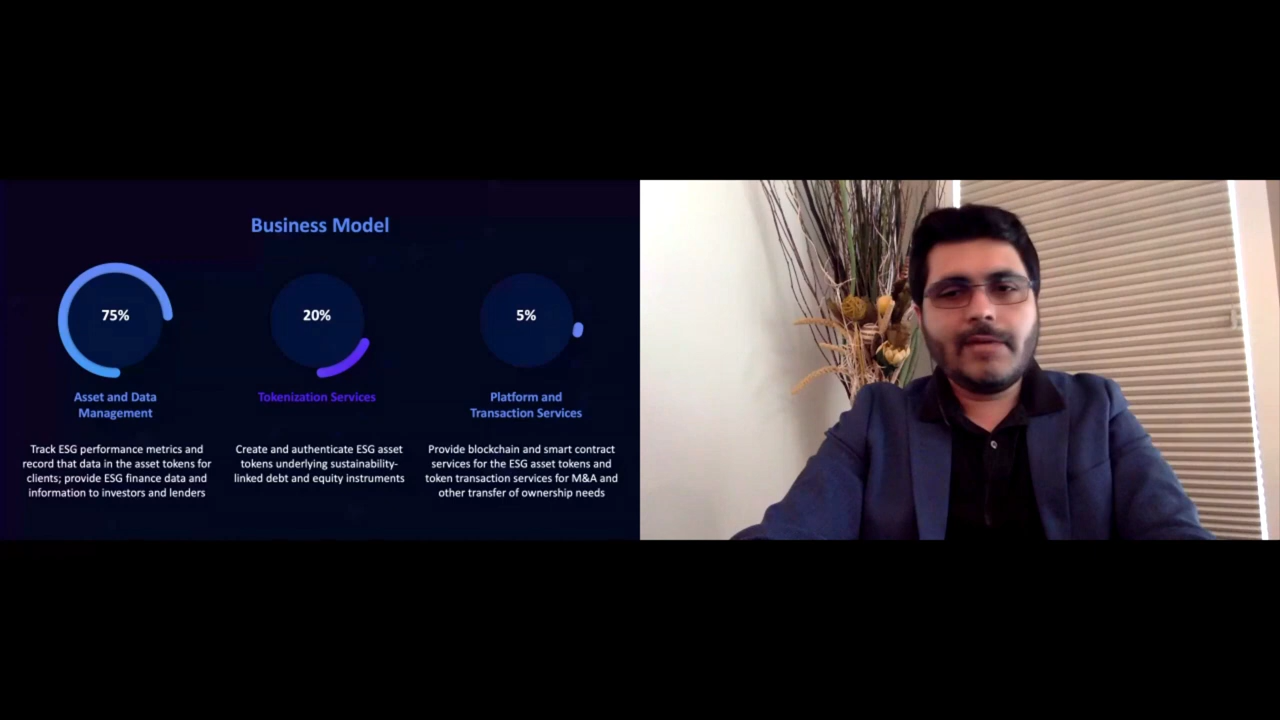 Business Model
75%
20%
5%
Asset and Data
Management
Tokenization Services
Platform and
Transaction Services
Track ESG performance metrics and
record that data in the asset tokens for
clients; provide ESG finance data and
information to investors and lenders
Create and authenticate ESG asset
tokens underlying sustainability-
linked debt and equity instruments
Provide blockchain and smart contract
services for the ESG asset tokens and
token transaction services for M&A and
other transfer of ownership needs